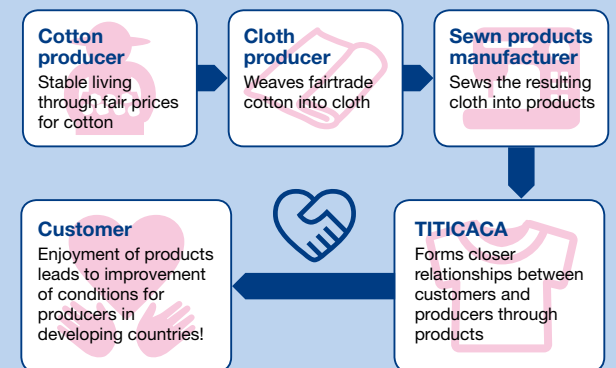 Cotton
producer
Stable living
through fair prices
for cotton
Cloth
producer
Weaves fairtrade
cotton into cloth
Sewn products
manufacturer
Sews the resulting
cloth into products
TITICACA
Forms closer
relationships between
customers and
producers through
products
Customer
Enjoyment of products
leads to improvement
of conditions for
producers in
developing countries!